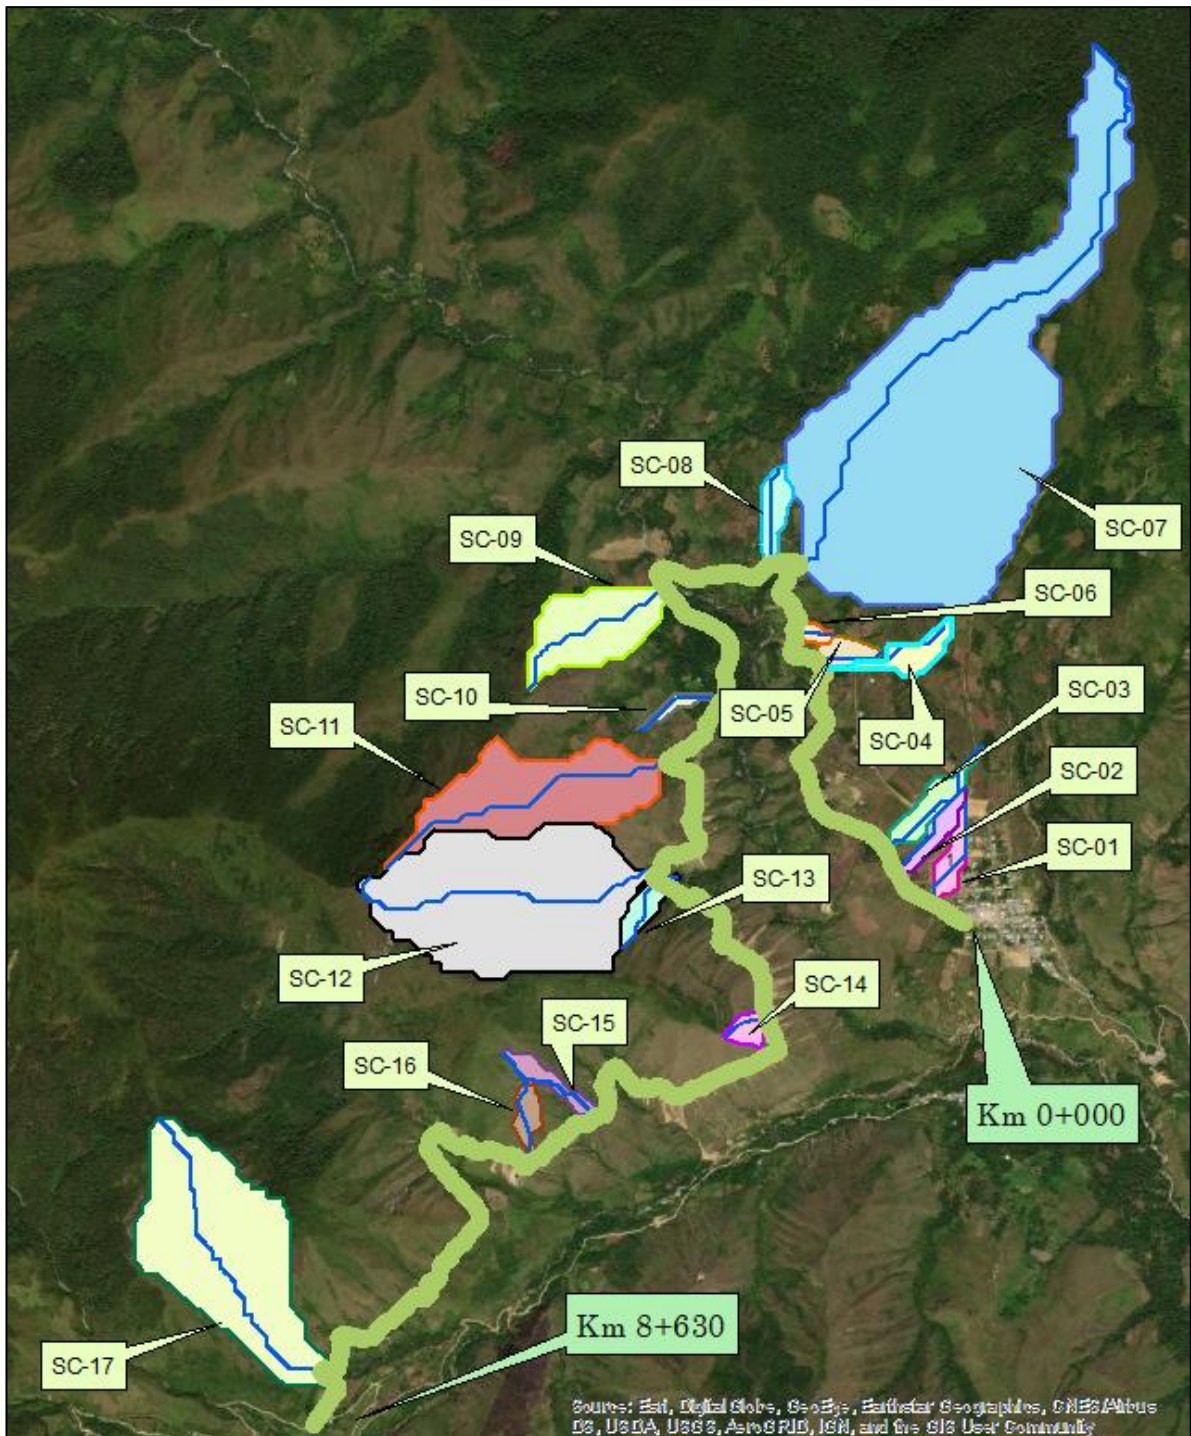 SC-08
SC-07
SC-09
SC-06
SC-10
SC-05
SC-03
SC-11
SC-04
SC-02
SC-01
SC-13
SC-12
SC-14
SC-15
SC-16
Km 0+000
Km 8+630
SC-17
Source: Esri, Digital Globe, GeoEye, Earthstar Geographics, CNES/Airbus
DS, USDA, USGS, AeroGRID, IGN, and the GIS User Community